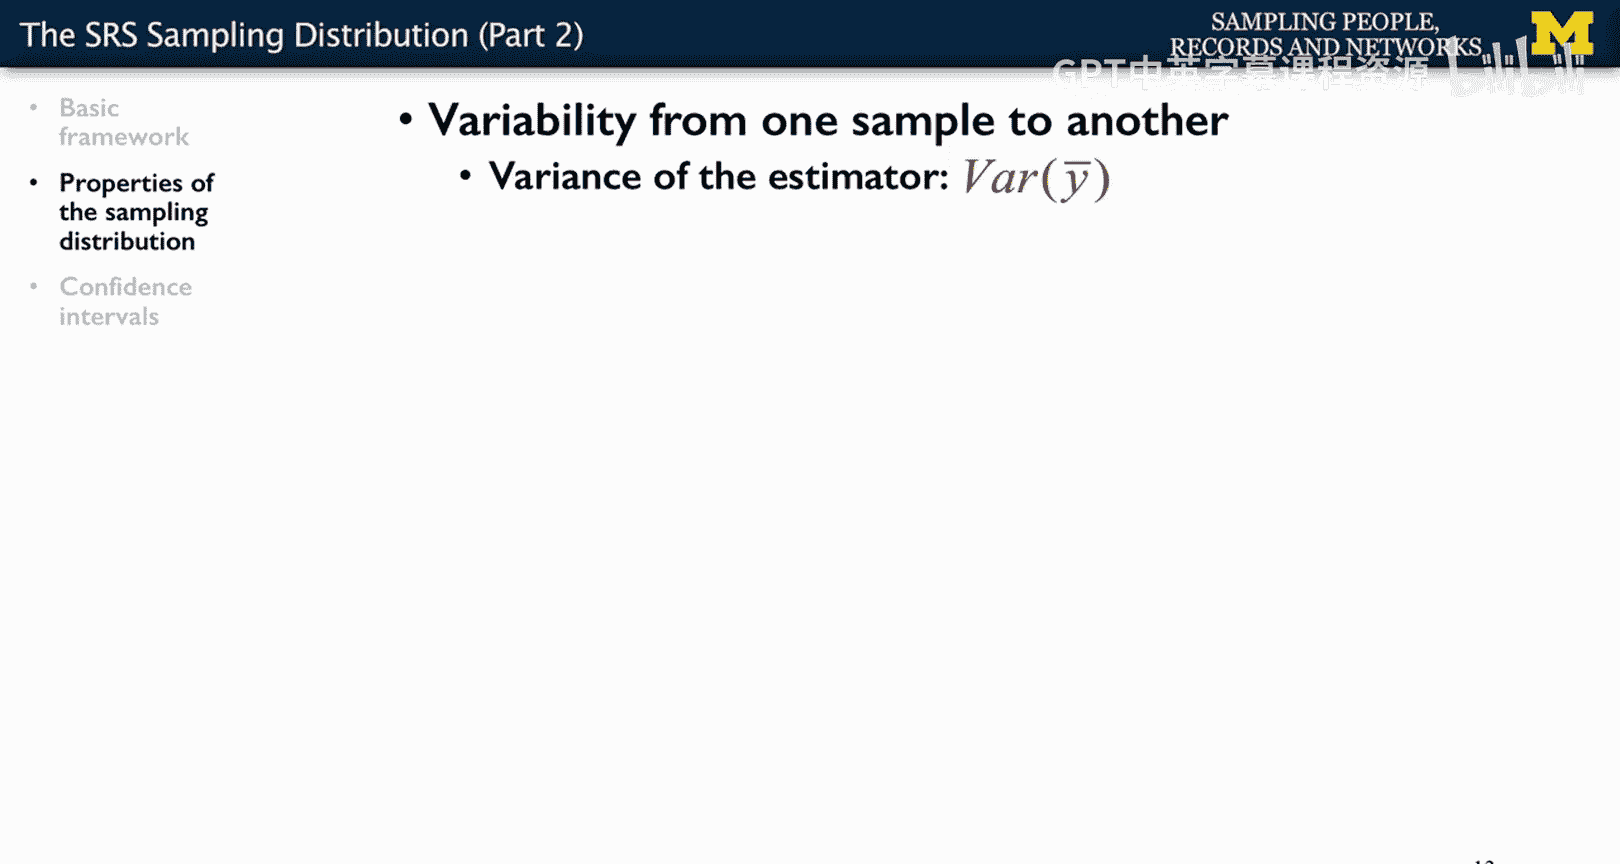 The SRS Sampling Distribution (Part 2)
SAMPLING PEOPLE,
RECORDS AND NETWORKS
M
GPT中英字幕课程资源
• Basic
framework
• Properties of
the sampling
distribution
• Confidence
intervals
• Variability from one sample to another
• Variance of the estimator: Var(ȳ)